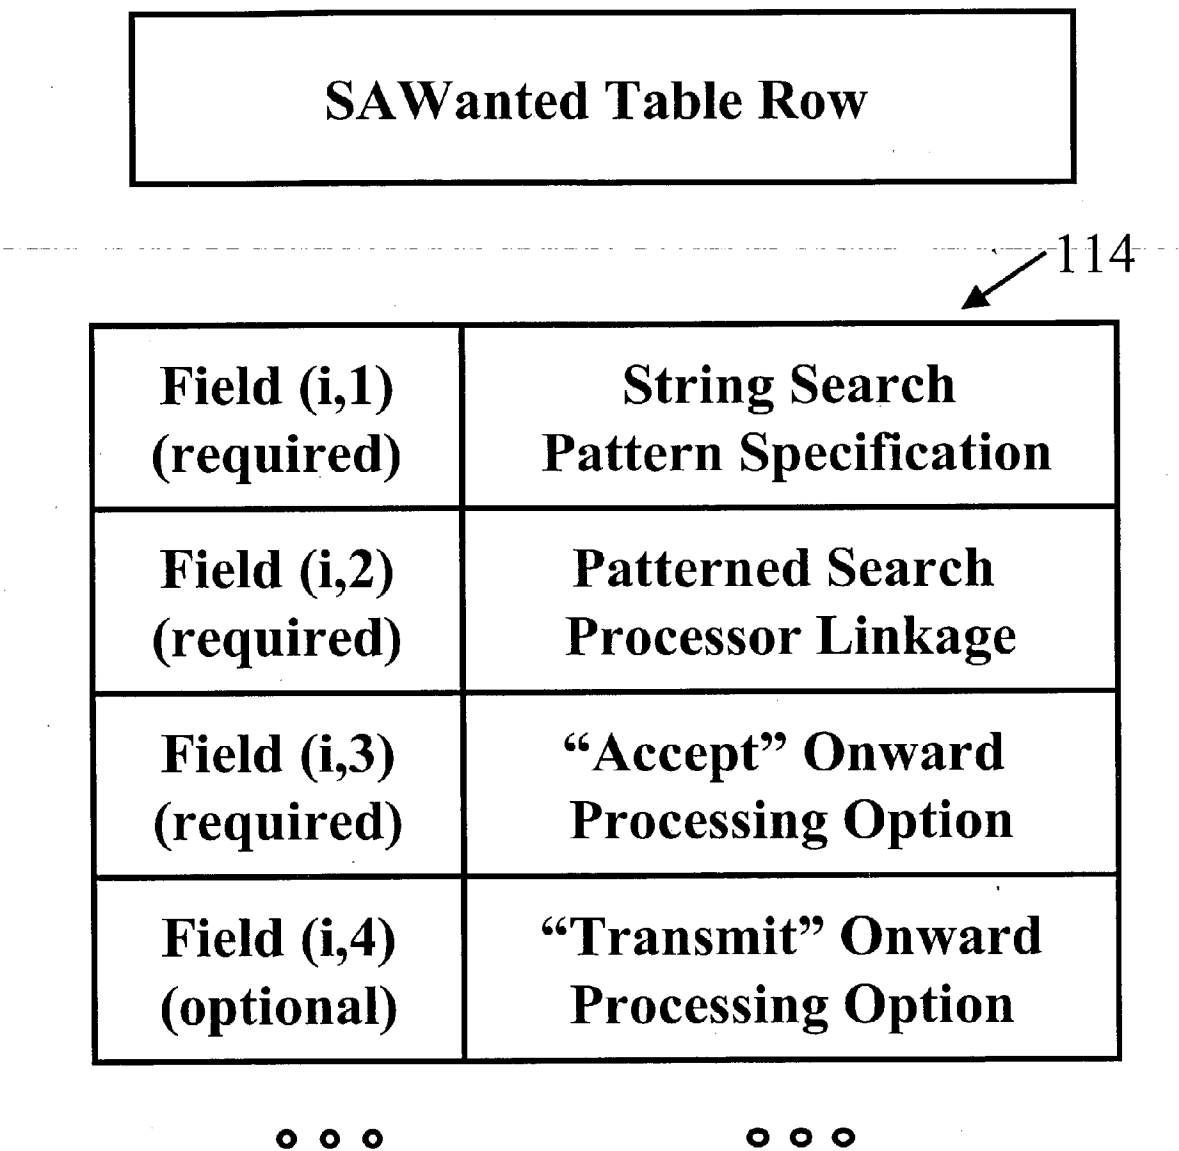 SAWanted Table Row
114
Field (i,1)
(required)
String Search
Pattern Specification
Field (i,2)
(required)
Patterned Search
Processor Linkage
Field (i,3)
(required)
“Accept” Onward
Processing Option
Field (i,4)
(optional)
“Transmit” Onward
Processing Option